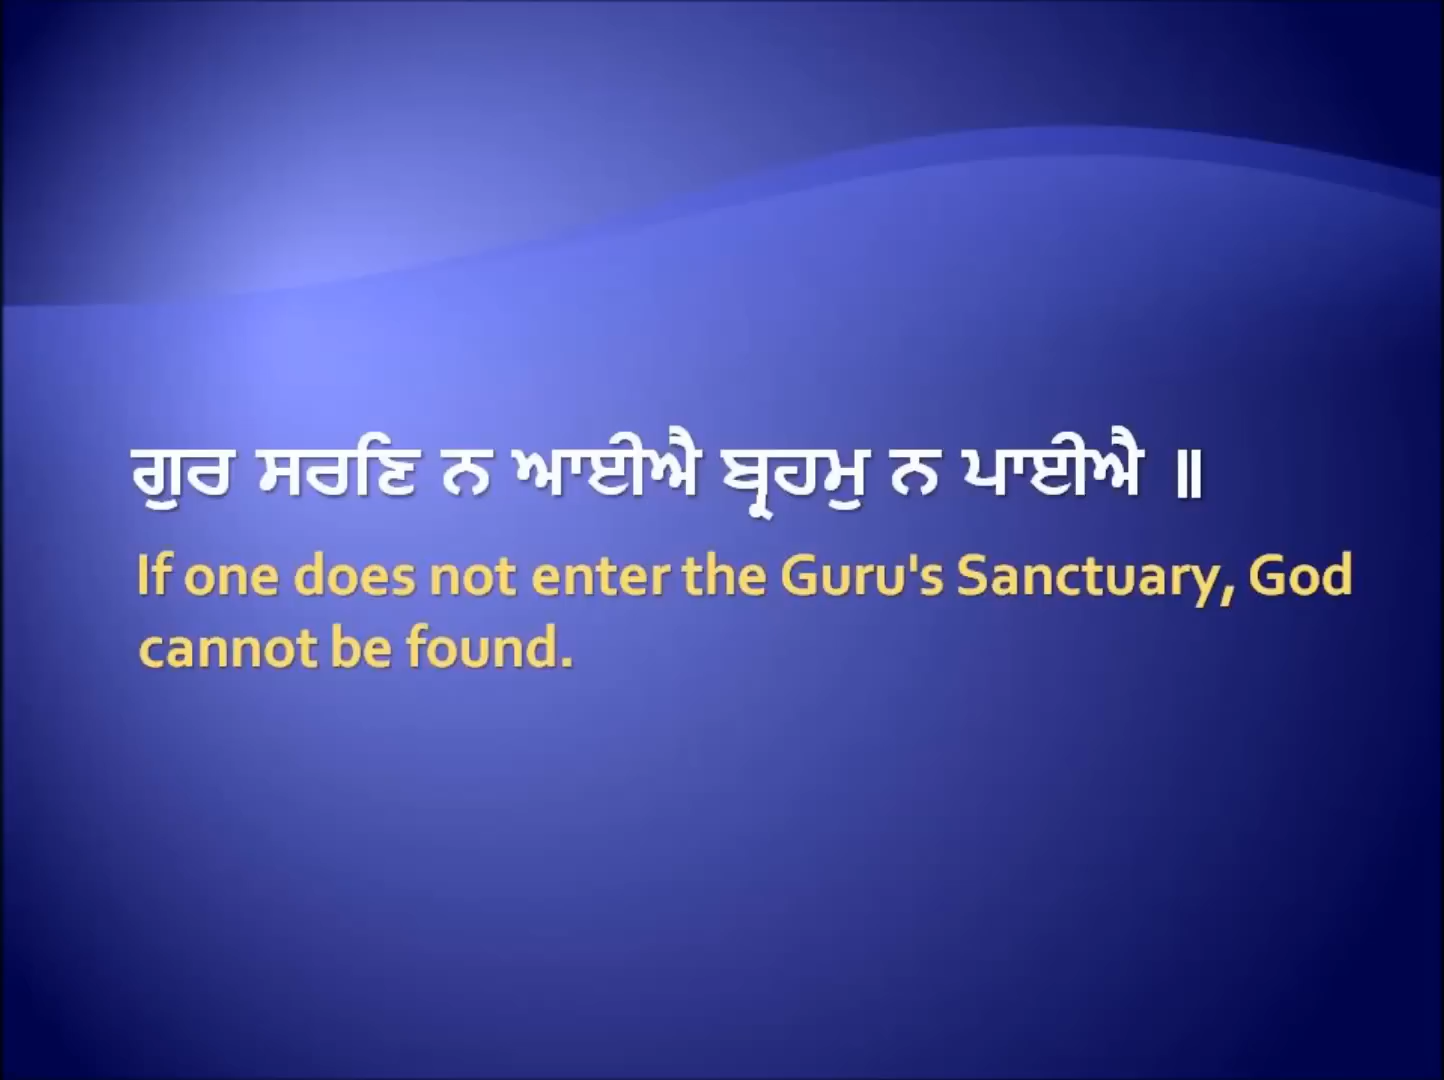 ਗੁਰ ਸਰਣਿ ਨ ਆਈਐ ਬ੍ਰਹਮੁ ਨ ਪਾਈਐ ॥
If one does not enter the Guru's Sanctuary, God
cannot be found.